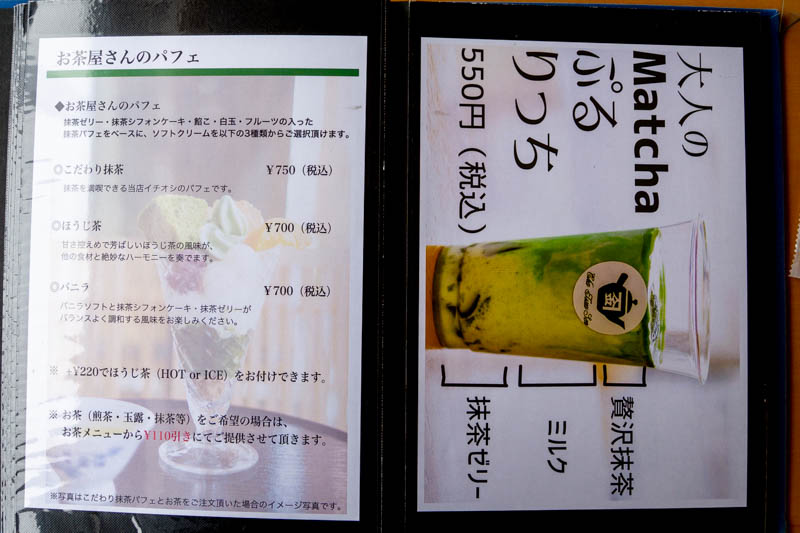 お茶屋さんのパフェ
◆お茶屋さんのパフェ
抹茶ゼリー・抹茶シフォンケーキ・餡こ・白玉・フルーツの入った
抹茶パフェをベースに、ソフトクリームを以下の3種類からご選択頂けます。
◎こだわり抹茶 ¥750（税込）
抹茶を満喫できる当店イチオシのパフェです。
◎ほうじ茶 ¥700（税込）
甘さ控えめで芳ばしいほうじ茶の風味が、
他の食材と絶妙なハーモニーを奏でます。
◎バニラ ¥700（税込）
バニラソフトと抹茶シフォンケーキ・抹茶ゼリーが
バランスよく調和する風味をお楽しみください。
※ +¥220でほうじ茶（HOT or ICE）をお付けできます。
※ お茶（煎茶・玉露・抹茶等）をご希望の場合は、
お茶メニューから¥110引きにてご提供させて頂きます。
※写真はこだわり抹茶パフェとお茶をご注文頂いた場合のイメージ写真です。
大人の
Matcha
ぷる
りっち
550円（税込）
贅沢抹茶
ミルク
抹茶ゼリー